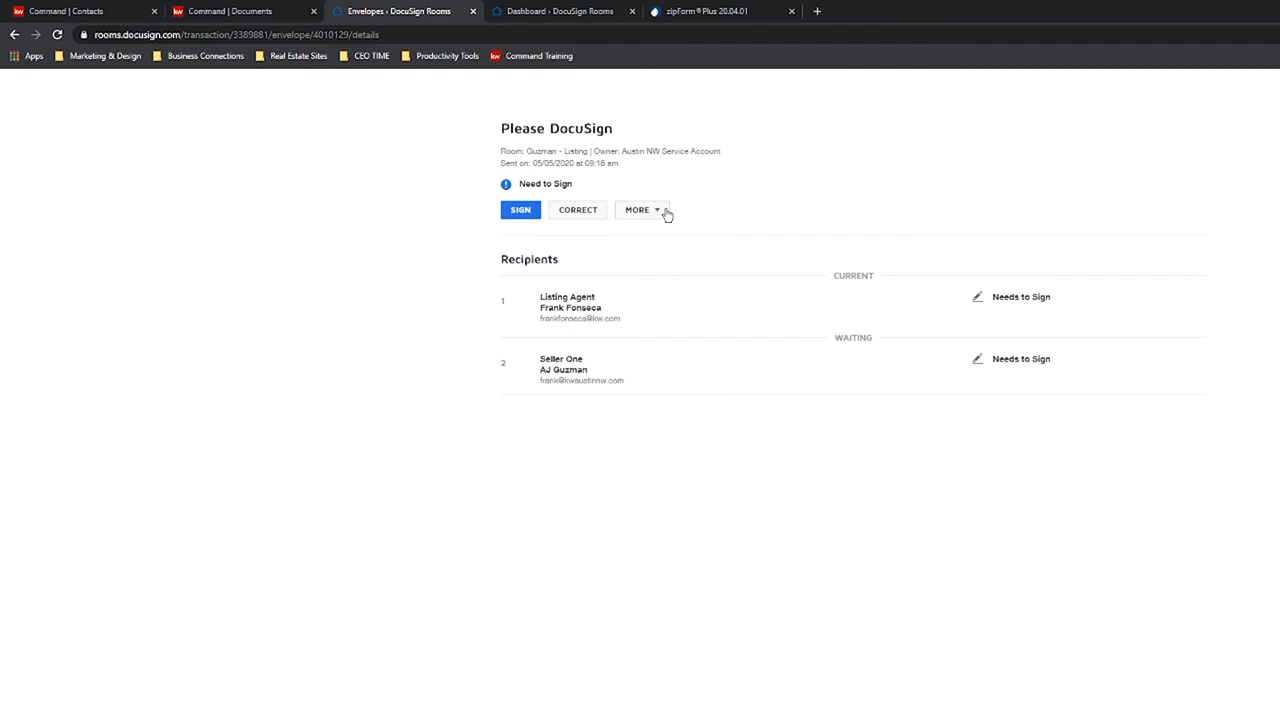 Command | Contacts
Command | Documents
Envelopes › DocuSign Rooms
Dashboard › DocuSign Rooms
zipForm® Plus 20.04.01
rooms.docusign.com/transaction/3389881/envelope/4010129/details
Apps
Marketing & Design
Business Connections
Real Estate Sites
CEO TIME
Productivity Tools
kw
Command Training
Please DocuSign
Room: Guzman - Listing | Owner: Austin NW Service Account
Sent on: 05/05/2020 at 09:16 am
Need to Sign
SIGN
CORRECT
MORE
Recipients
CURRENT
1
Listing Agent
Frank Fonseca
frankfonseca@kw.com
Needs to Sign
WAITING
2
Seller One
AJ Guzman
frank@kwaustinnw.com
Needs to Sign